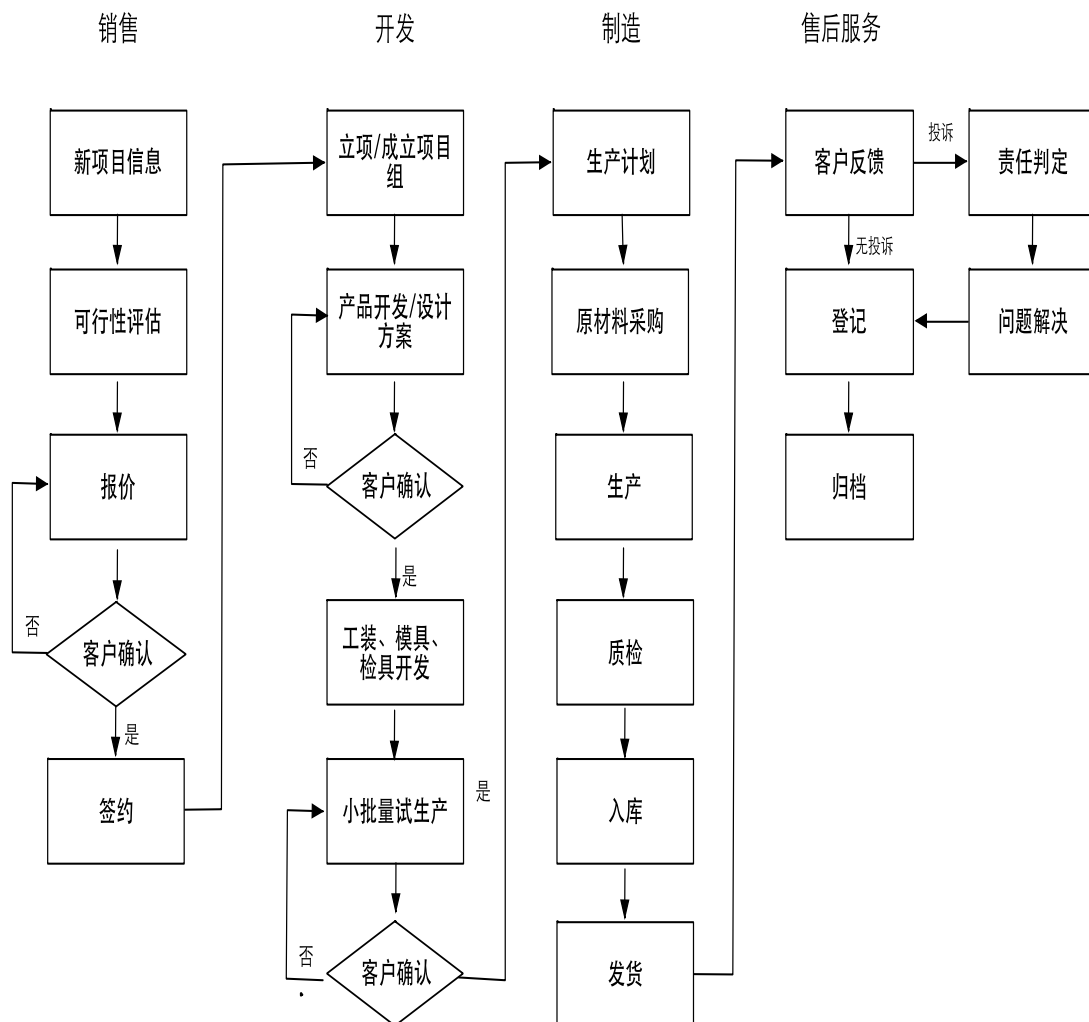 销售
新项目信息
可行性评估
报价
否
客户确认
是
签约
开发
立项/成立项目
组
产品开发/设计
方案
否
客户确认
是
工装、模具、
检具开发
小批量试生产
否
客户确认
是
制造
生产计划
原材料采购
生产
质检
入库
发货
售后服务
客户反馈
投诉
责任判定
无投诉
登记
问题解决
归档